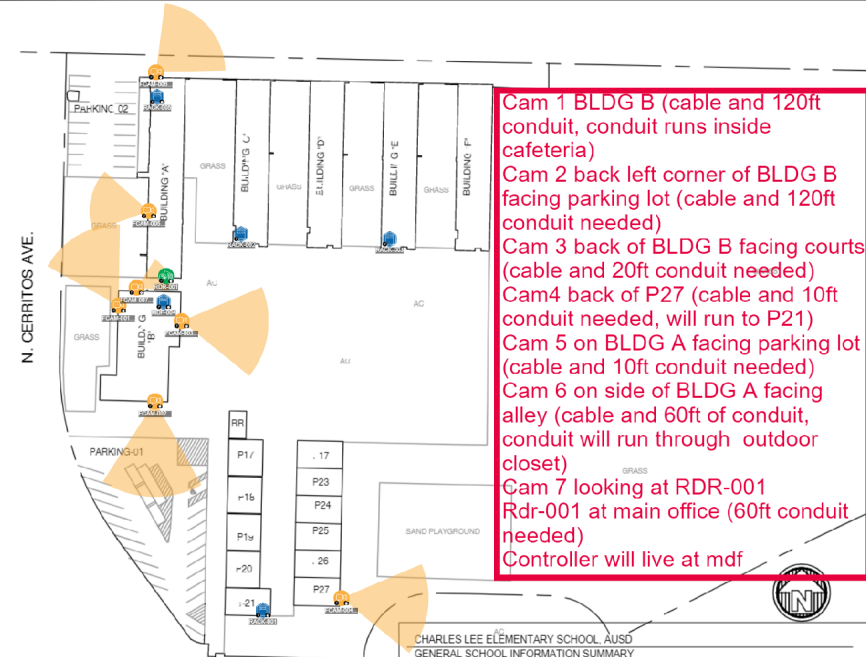 PARKING 02
GRASS
GRASS
GRASS
GRASS
BUILDING "A"
BUILDING "D"
BUILDING "F"
Cam 1 BLDG B (cable and 120ft
conduit, conduit runs inside
cafeteria)
Cam 2 back left corner of BLDG B
facing parking lot (cable and 120ft
conduit needed)
Cam 3 back of BLDG B facing courts
(cable and 20ft conduit needed)
Cam4 back of P27 (cable and 10ft
conduit needed, will run to P21)
Cam 5 on BLDG A facing parking lot
(cable and 10ft conduit needed)
Cam 6 on side of BLDG A facing
alley (cable and 60ft of conduit,
conduit will run through outdoor
closet)
Cam 7 looking at RDR-001
Rdr-001 at main office (60ft conduit
needed)
Controller will live at mdf
N. CERRITOS AVE.
GRASS
RDR-001
AC
AC
GRASS
"B"
PARKING-01
RR
P17
P19
17
P23
P24
P25
26
P27
SAND PLAYGROUND
GRASS
N
AC
CHARLES LEE ELEMENTARY SCHOOL, AUSD
GENERAL SCHOOL INFORMATION SUMMARY